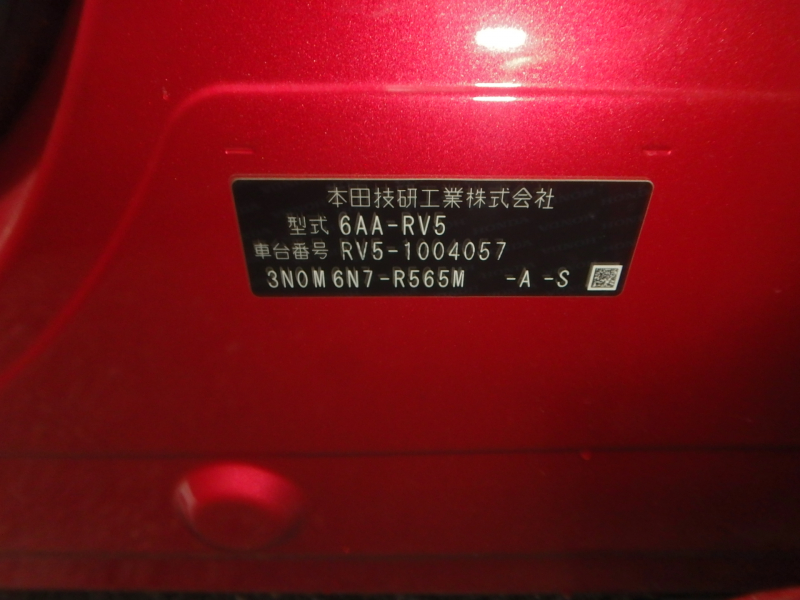 本田技研工業株式会社
型式 6AA-RV5
車台番号 RV5-1004057
3N0M6N7-R565M -A -S